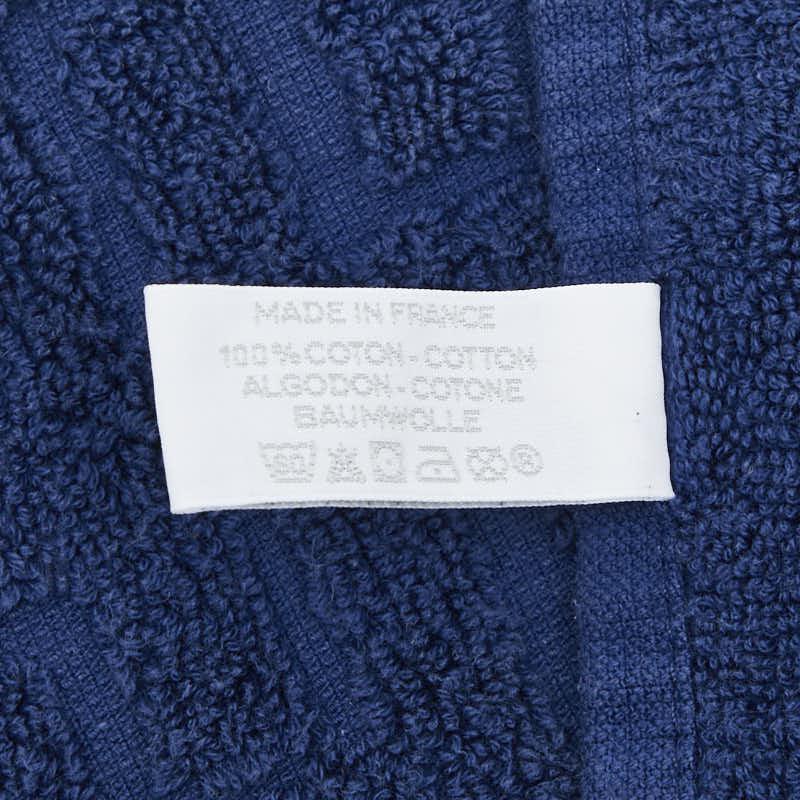 MADE IN FRANCE
100% COTON - COTTON
ALGODON - COTONE
BAUMWOLLE